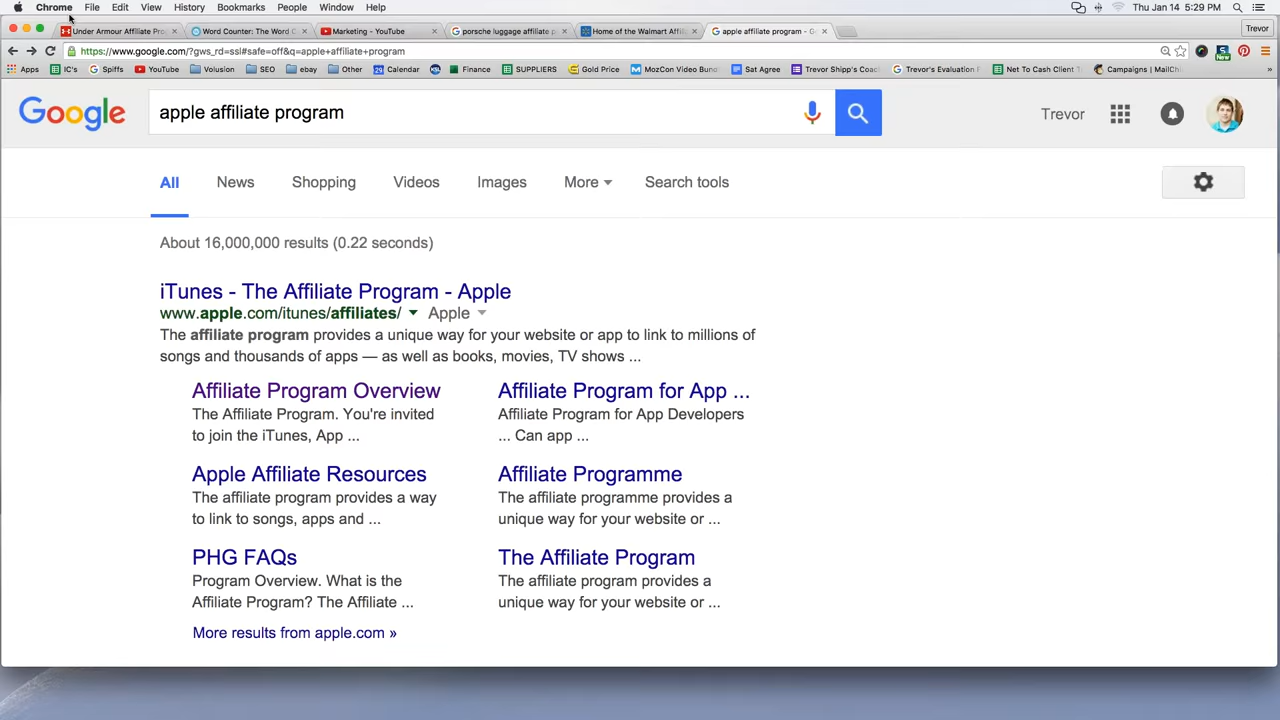 Chrome File Edit View History Bookmarks People Window Help Thu Jan 14 5:29 PM
Under Armour Affiliate Pro Word Counter: The Word C Marketing - YouTube porsche luggage affiliate p Home of the Walmart Affilia apple affiliate program - Go Trevor
https://www.google.com/?gws_rd=ssl#safe=off&q=apple+affiliate+program
Apps IC's Spiffs YouTube Volusion SEO ebay Other Calendar KSL Finance SUPPLIERS Gold Price MozCon Video Bund Sat Agree Trevor Shipp's Coach Trevor's Evaluation F Net To Cash Client T Campaigns | MailChi »
Google apple affiliate program Trevor
All News Shopping Videos Images More Search tools
About 16,000,000 results (0.22 seconds)
iTunes - The Affiliate Program - Apple
www.apple.com/itunes/affiliates/ Apple
The affiliate program provides a unique way for your website or app to link to millions of
songs and thousands of apps — as well as books, movies, TV shows ...
Affiliate Program Overview
The Affiliate Program. You're invited
to join the iTunes, App ...
Affiliate Program for App ...
Affiliate Program for App Developers
... Can app ...
Apple Affiliate Resources
The affiliate program provides a way
to link to songs, apps and ...
Affiliate Programme
The affiliate programme provides a
unique way for your website or ...
PHG FAQs
Program Overview. What is the
Affiliate Program? The Affiliate ...
The Affiliate Program
The affiliate program provides a
unique way for your website or ...
More results from apple.com »